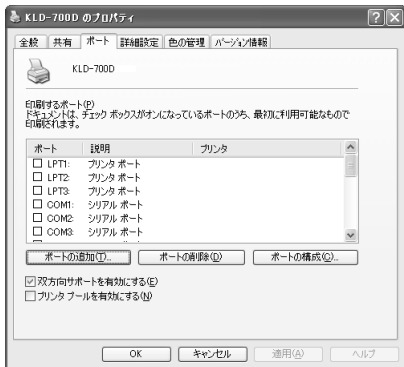 KLD-700D のプロパティ
全般 共有 ポート 詳細設定 色の管理 バージョン情報
KLD-700D
印刷するポート(P)
ドキュメントは、チェック ボックスがオンになっているポートのうち、最初に利用可能なもので
印刷されます。
ポート 説明 プリンタ
LPT1: プリンタ ポート
LPT2: プリンタ ポート
LPT3: プリンタ ポート
COM1: シリアル ポート
COM2: シリアル ポート
COM3: シリアル ポート
ポートの追加(T)... ポートの削除(D) ポートの構成(C)...
双方向サポートを有効にする(E)
プリンタ プールを有効にする(N)
OK キャンセル 適用(A) ヘルプ